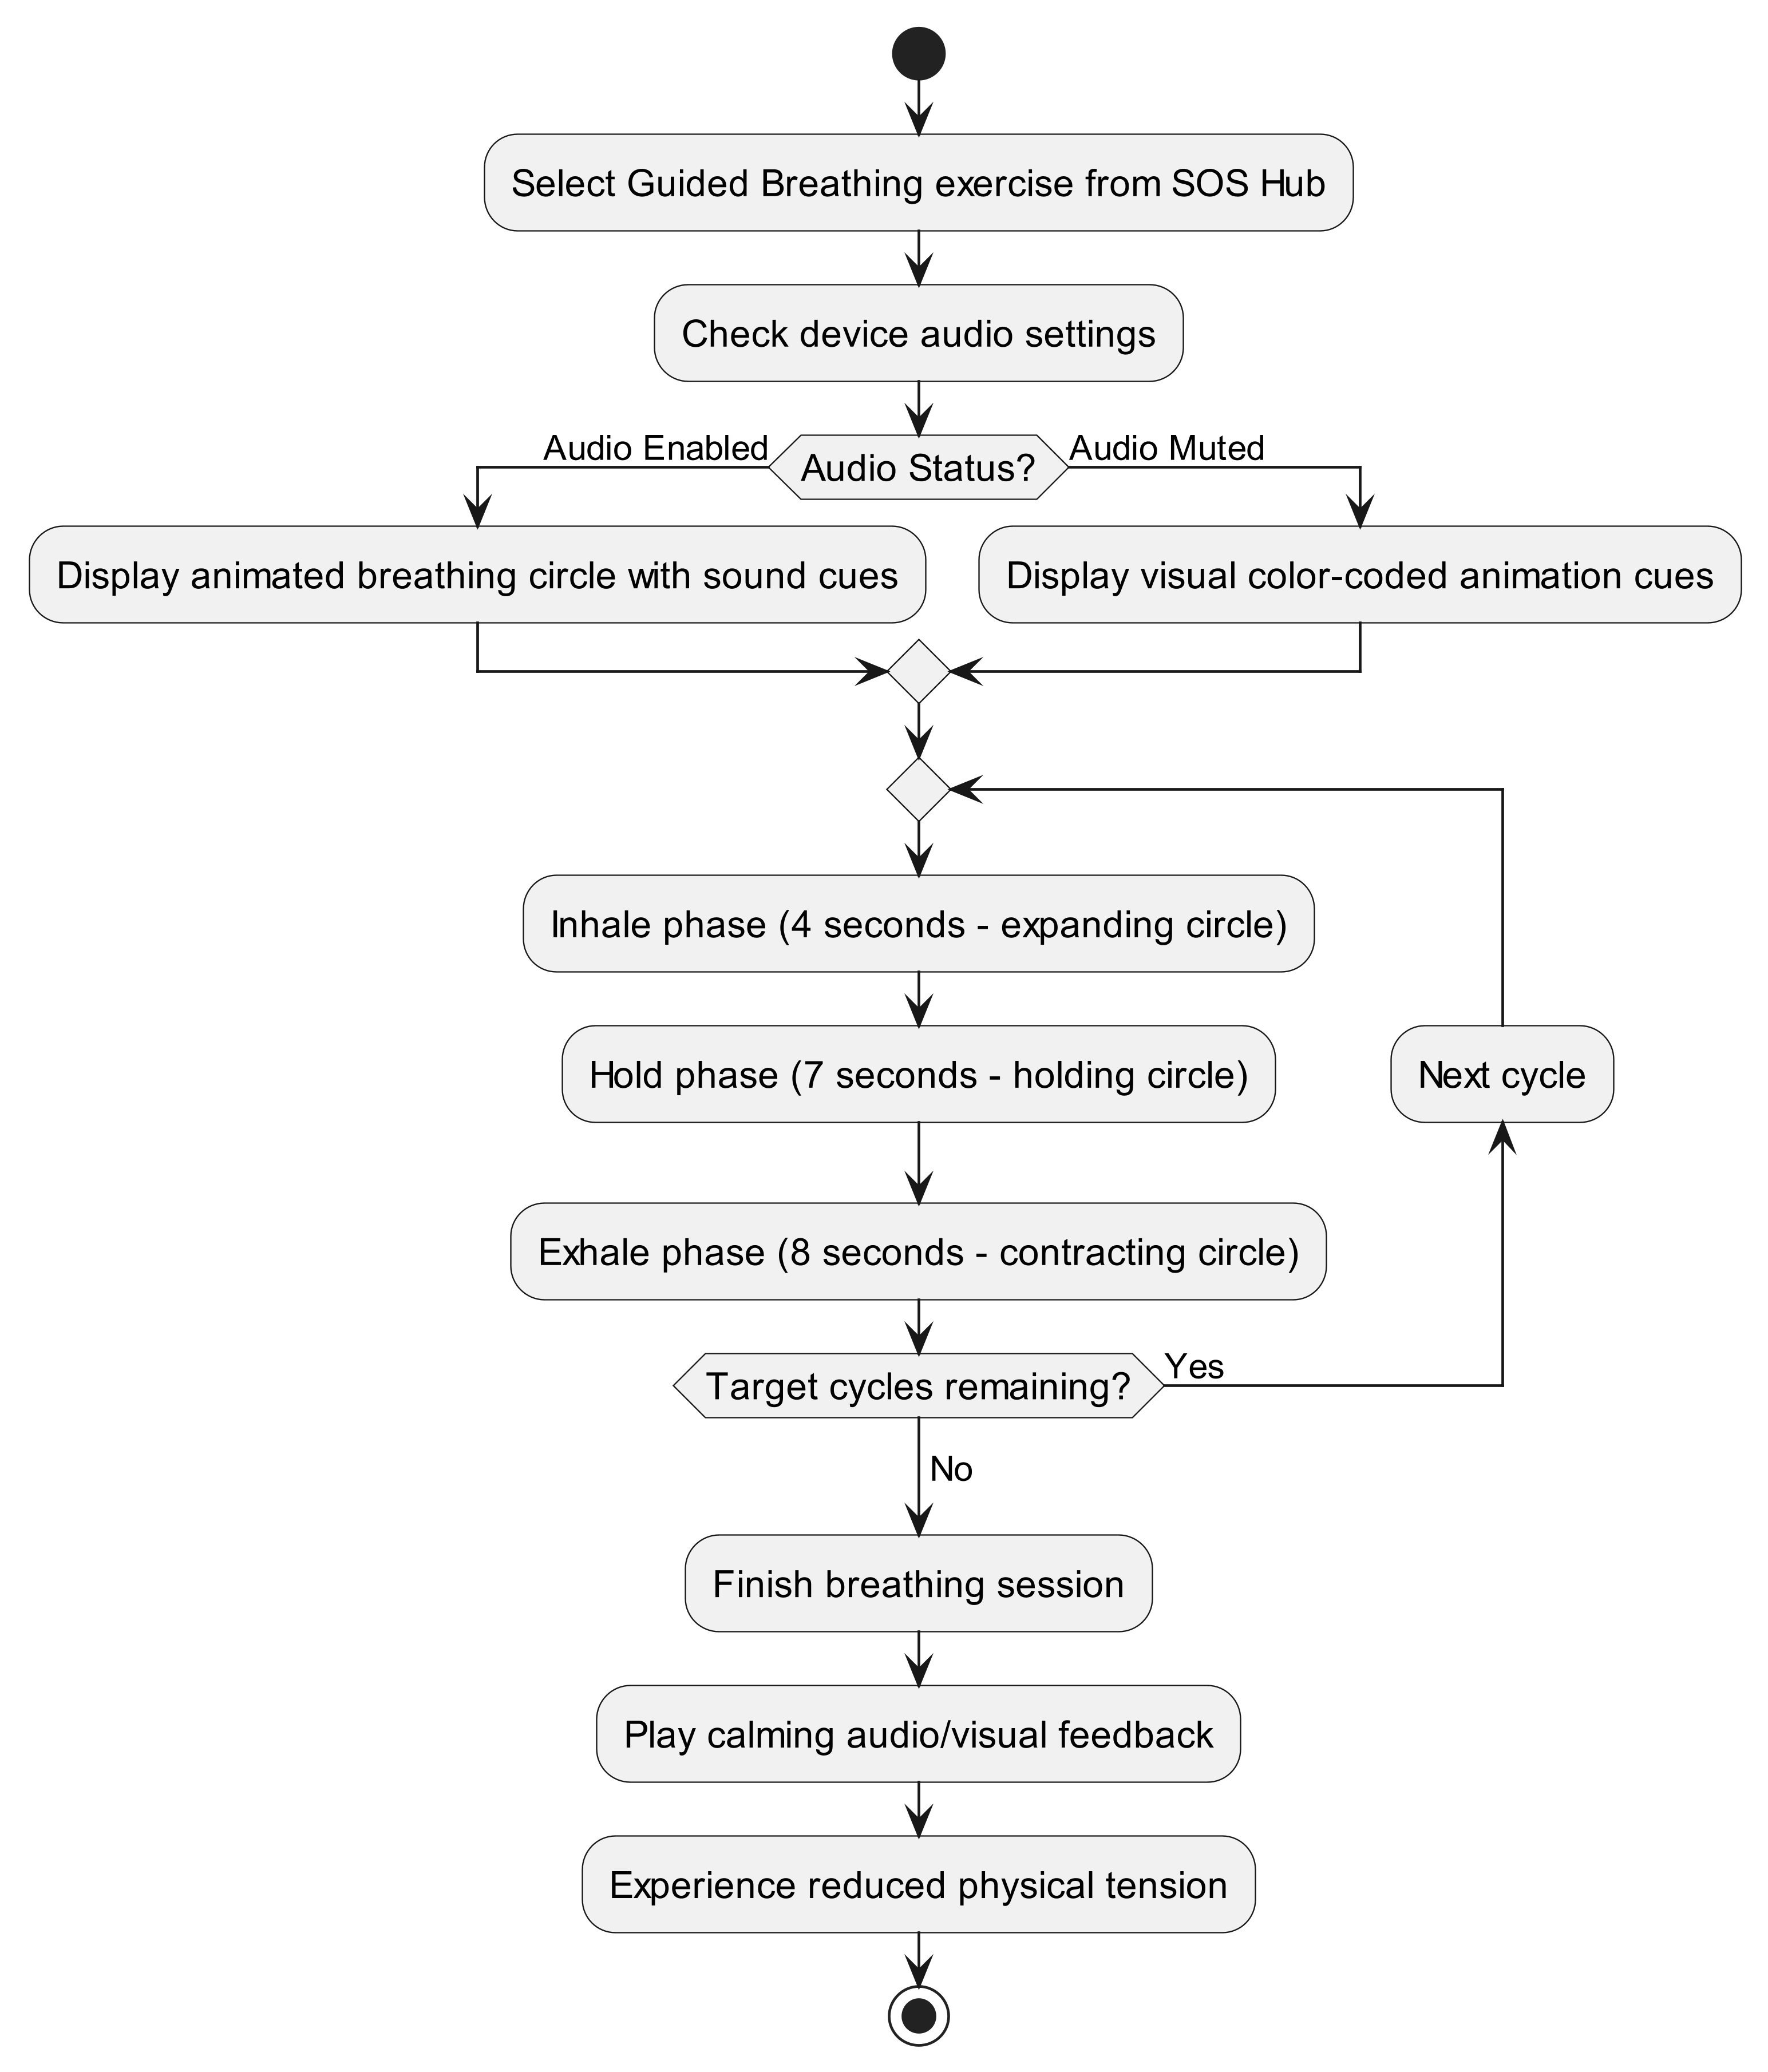 Select Guided Breathing exercise from SOS Hub
Check device audio settings
Audio Enabled
Audio Status?
Audio Muted
Display animated breathing circle with sound cues
Display visual color-coded animation cues
Inhale phase (4 seconds - expanding circle)
Hold phase (7 seconds - holding circle)
Next cycle
Exhale phase (8 seconds - contracting circle)
Target cycles remaining?
Yes
No
Finish breathing session
Play calming audio/visual feedback
Experience reduced physical tension